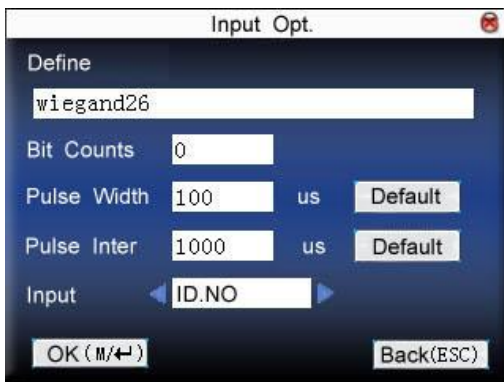 Input Opt.
Define
wiegand26
Bit Counts 0
Pulse Width 100 us Default
Pulse Inter 1000 us Default
Input ID.NO
OK(M/↵) Back(ESC)